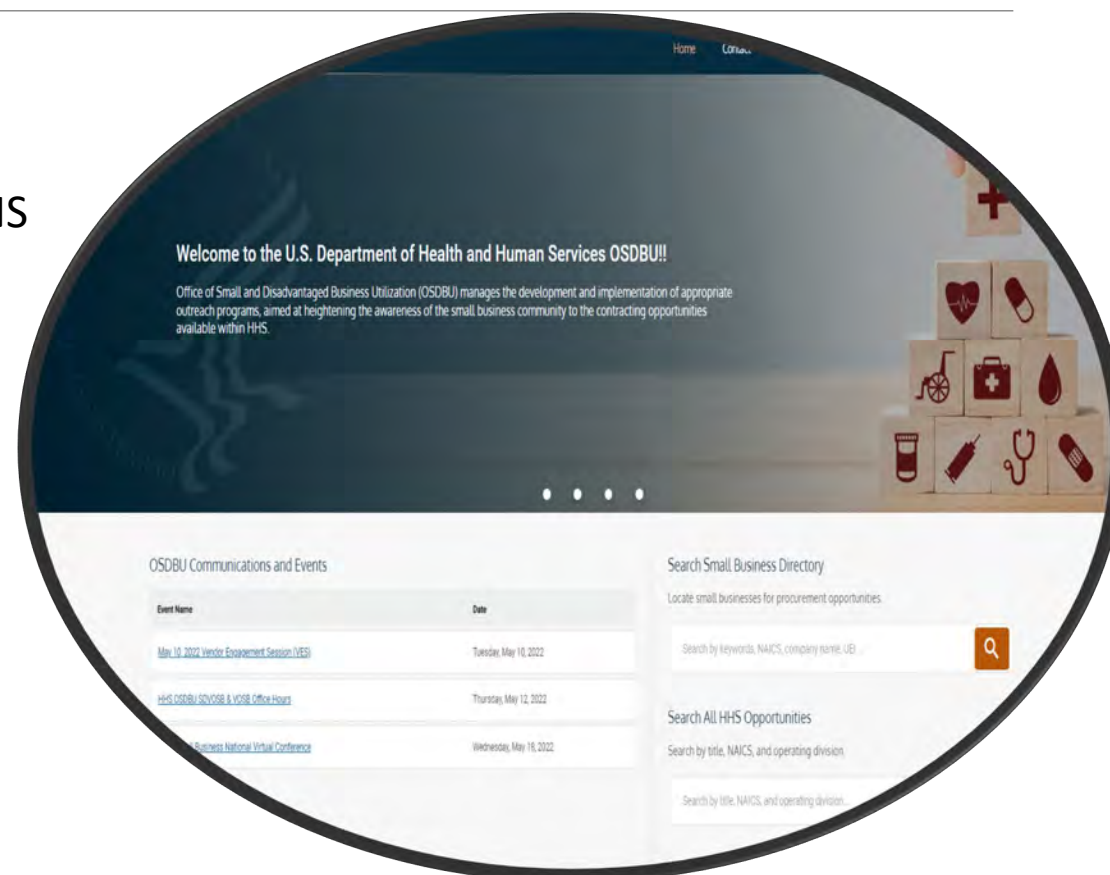 Home Contact
Welcome to the U.S. Department of Health and Human Services OSDBU!!
Office of Small and Disadvantaged Business Utilization (OSDBU) manages the development and implementation of appropriate
outreach programs, aimed at heightening the awareness of the small business community to the contracting opportunities
available within HHS.
OSDBU Communications and Events
Event Name Date
May 10, 2022 Vendor Engagement Session (VES) Tuesday, May 10, 2022
HHS OSDBU SDVOSB & VOSB Office Hours Thursday, May 12, 2022
Business National Virtual Conference Wednesday, May 18, 2022
Search Small Business Directory
Locate small businesses for procurement opportunities.
Search by keywords, NAICS, company name, UEI ...
Search All HHS Opportunities
Search by title, NAICS, and operating division.
Search by title, NAICS, and operating division...